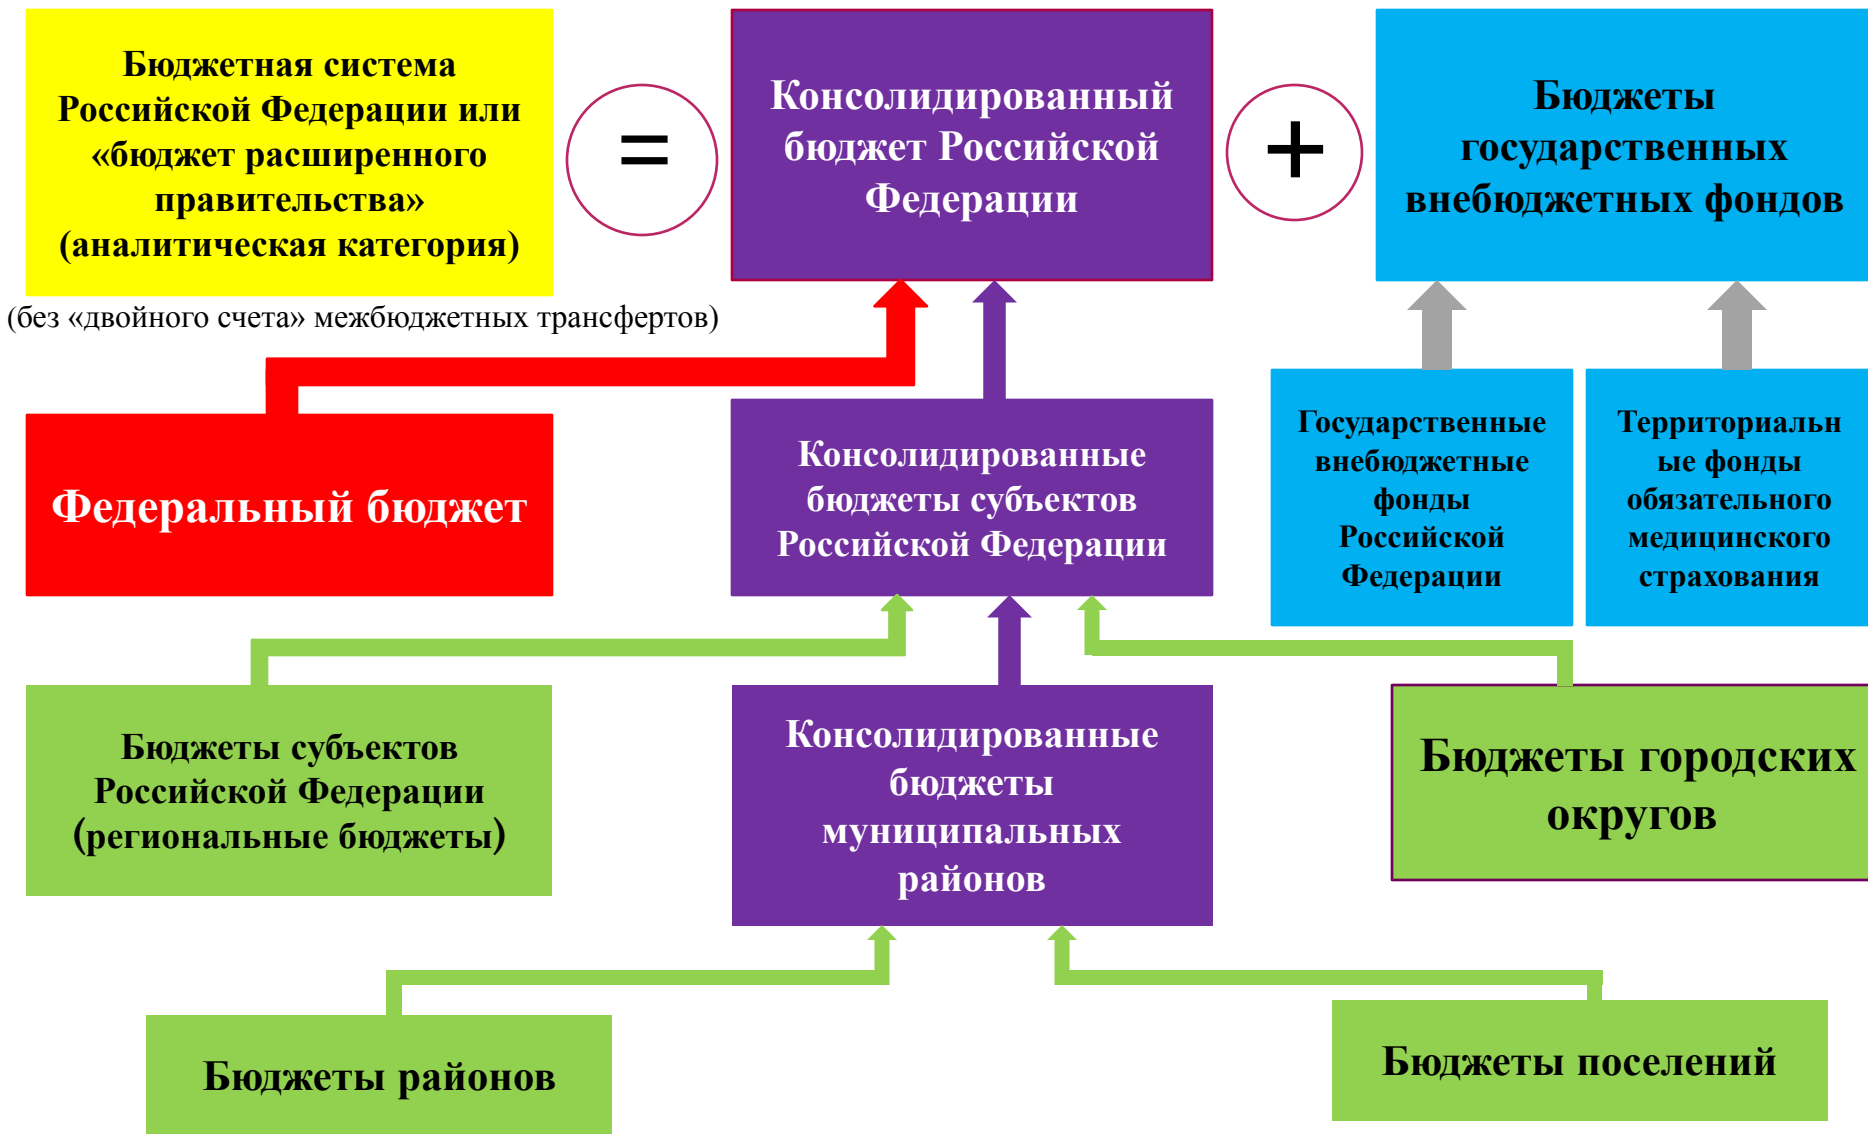 Бюджетная система
Российской Федерации или
«бюджет расширенного
правительства»
(аналитическая категория)
=
Консолидированный
бюджет Российской
Федерации
+
Бюджеты
государственных
внебюджетных фондов
(без «двойного счета» межбюджетных трансфертов)
Федеральный бюджет
Консолидированные
бюджеты субъектов
Российской Федерации
Государственные
внебюджетные
фонды
Российской
Федерации
Территориальн
ые фонды
обязательного
медицинского
страхования
Бюджеты субъектов
Российской Федерации
(региональные бюджеты)
Консолидированные
бюджеты
муниципальных
районов
Бюджеты городских
округов
Бюджеты районов
Бюджеты поселений